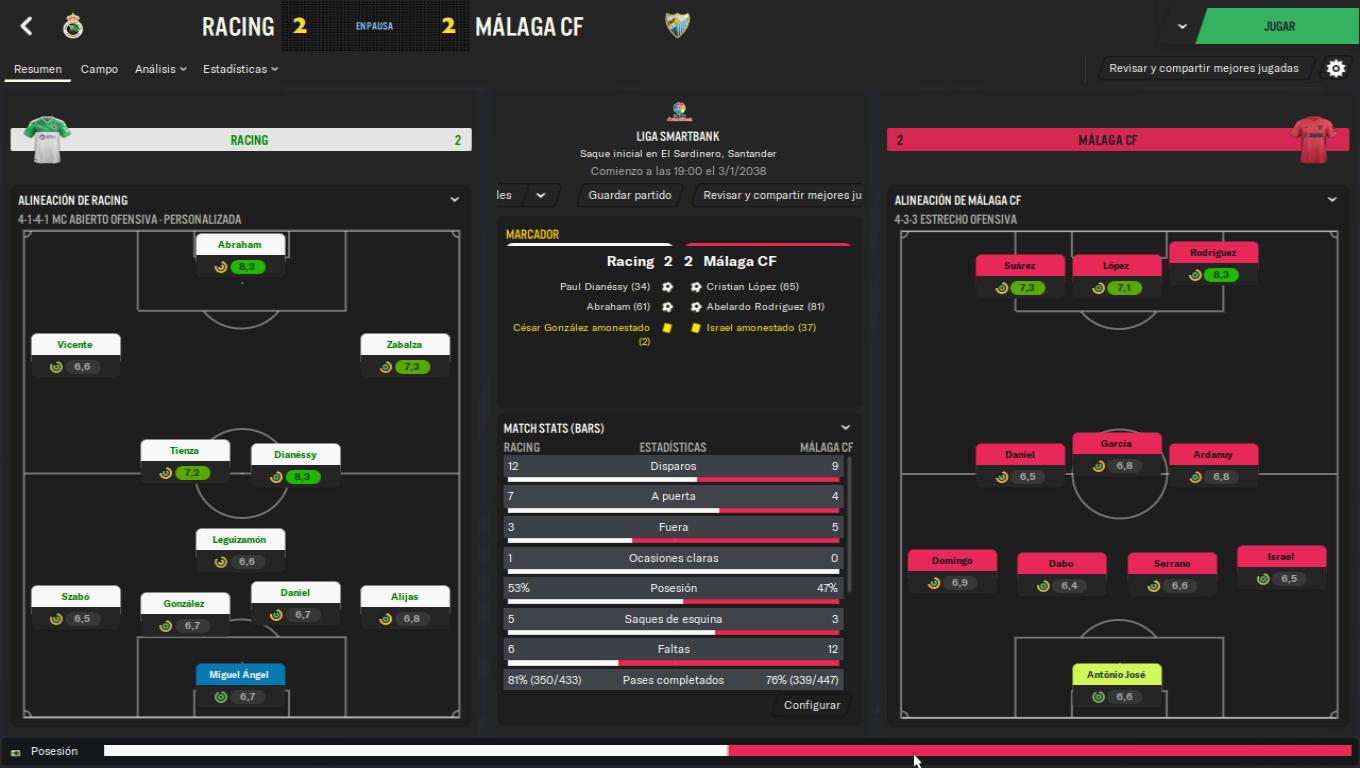 RACING 2 EN PAUSA 2 MÁLAGA CF
JUGAR
Resumen Campo Análisis Estadísticas
Revisar y compartir mejores jugadas
RACING 2
LIGA SMARTBANK
Saque inicial en El Sardinero, Santander
Comienzo a las 19:00 el 3/1/2038
les Guardar partido Revisar y compartir mejores ju
2 MÁLAGA CF
ALINEACIÓN DE RACING
4-1-4-1 MC ABIERTO OFENSIVA - PERSONALIZADA
Abraham
8,3
Vicente
6,6
Zabalza
7,3
Tienza
7,2
Dianéssy
8,3
Leguizamón
6,6
Szabó
6,5
González
6,7
Daniel
6,7
Alijas
6,8
Miguel Ángel
6,7
MARCADOR
Racing 2 2 Málaga CF
Paul Dianéssy (34) Cristian López (65)
Abraham (61) Abelardo Rodríguez (81)
César González amonestado Israel amonestado (37)
(2)
MATCH STATS (BARS)
RACING ESTADÍSTICAS MÁLAGA CF
12 Disparos 9
7 A puerta 4
3 Fuera 5
1 Ocasiones claras 0
53% Posesión 47%
5 Saques de esquina 3
6 Faltas 12
81% (350/433) Pases completados 76% (339/447)
Configurar
ALINEACIÓN DE MÁLAGA CF
4-3-3 ESTRECHO OFENSIVA
Suárez
7,3
López
7,1
Rodríguez
8,3
Daniel
6,5
García
6,8
Ardanuy
6,8
Domingo
6,9
Dabo
6,4
Serrano
6,6
Israel
6,5
Antônio José
6,6
Posesión